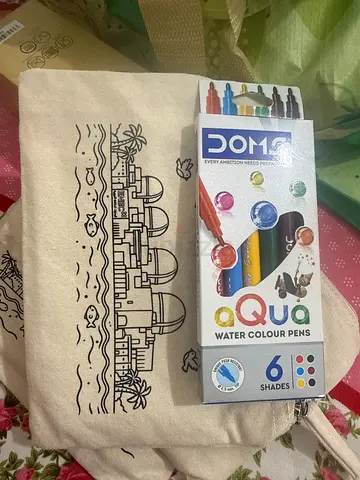 DOMS
EVERY AMBITION NEEDS PREPARATION
aQua
WATER COLOUR PENS
6
SHADES